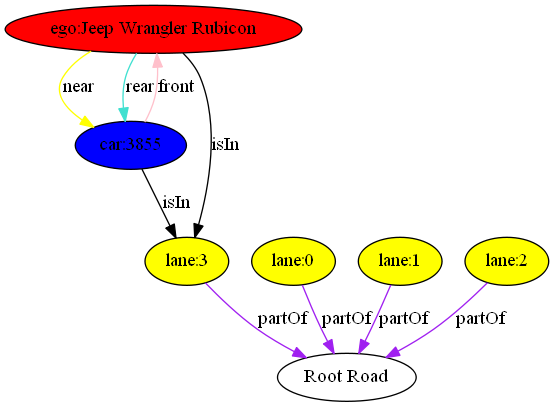 ego:Jeep Wrangler Rubicon
near
rear
front
car:3855
isIn
isIn
lane:3
lane:0
lane:1
lane:2
partOf
partOf
partOf
partOf
Root Road